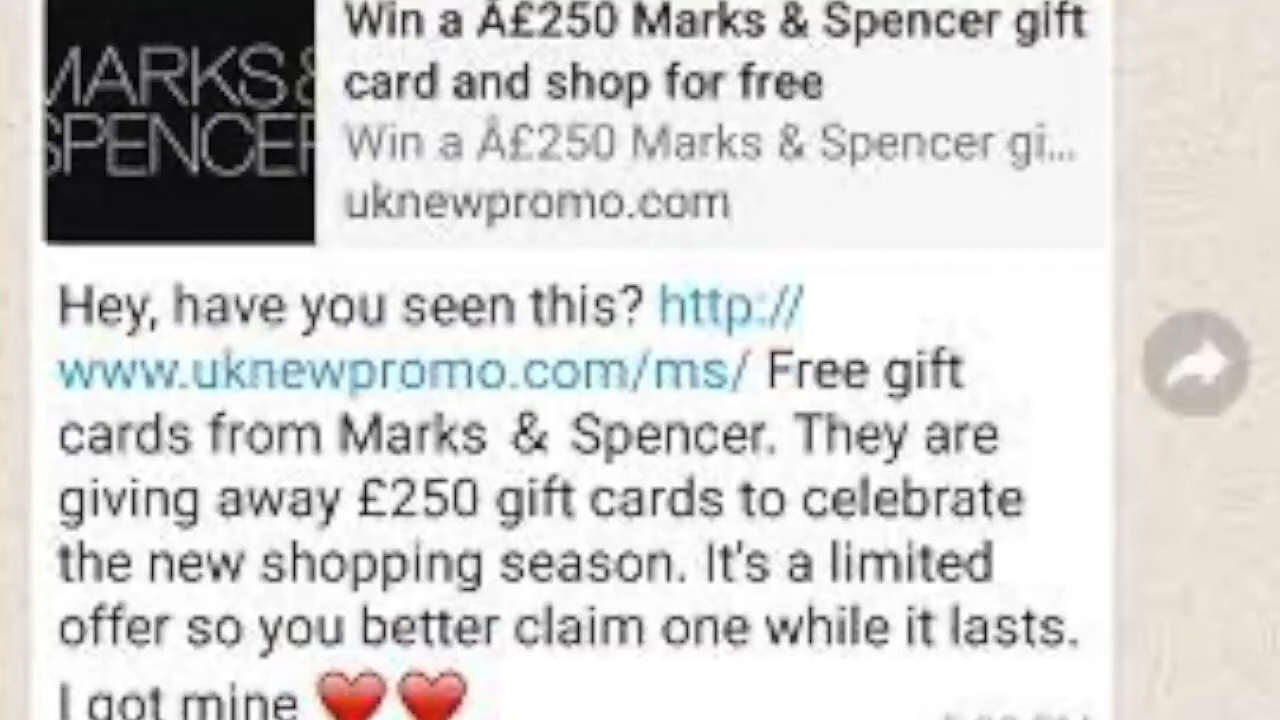 MARKS &
SPENCER
Win a Â£250 Marks & Spencer gift
card and shop for free
Win a Â£250 Marks & Spencer gi...
uknewpromo.com
Hey, have you seen this? http://
www.uknewpromo.com/ms/ Free gift
cards from Marks & Spencer. They are
giving away £250 gift cards to celebrate
the new shopping season. It's a limited
offer so you better claim one while it lasts.
I got mine ❤️❤️